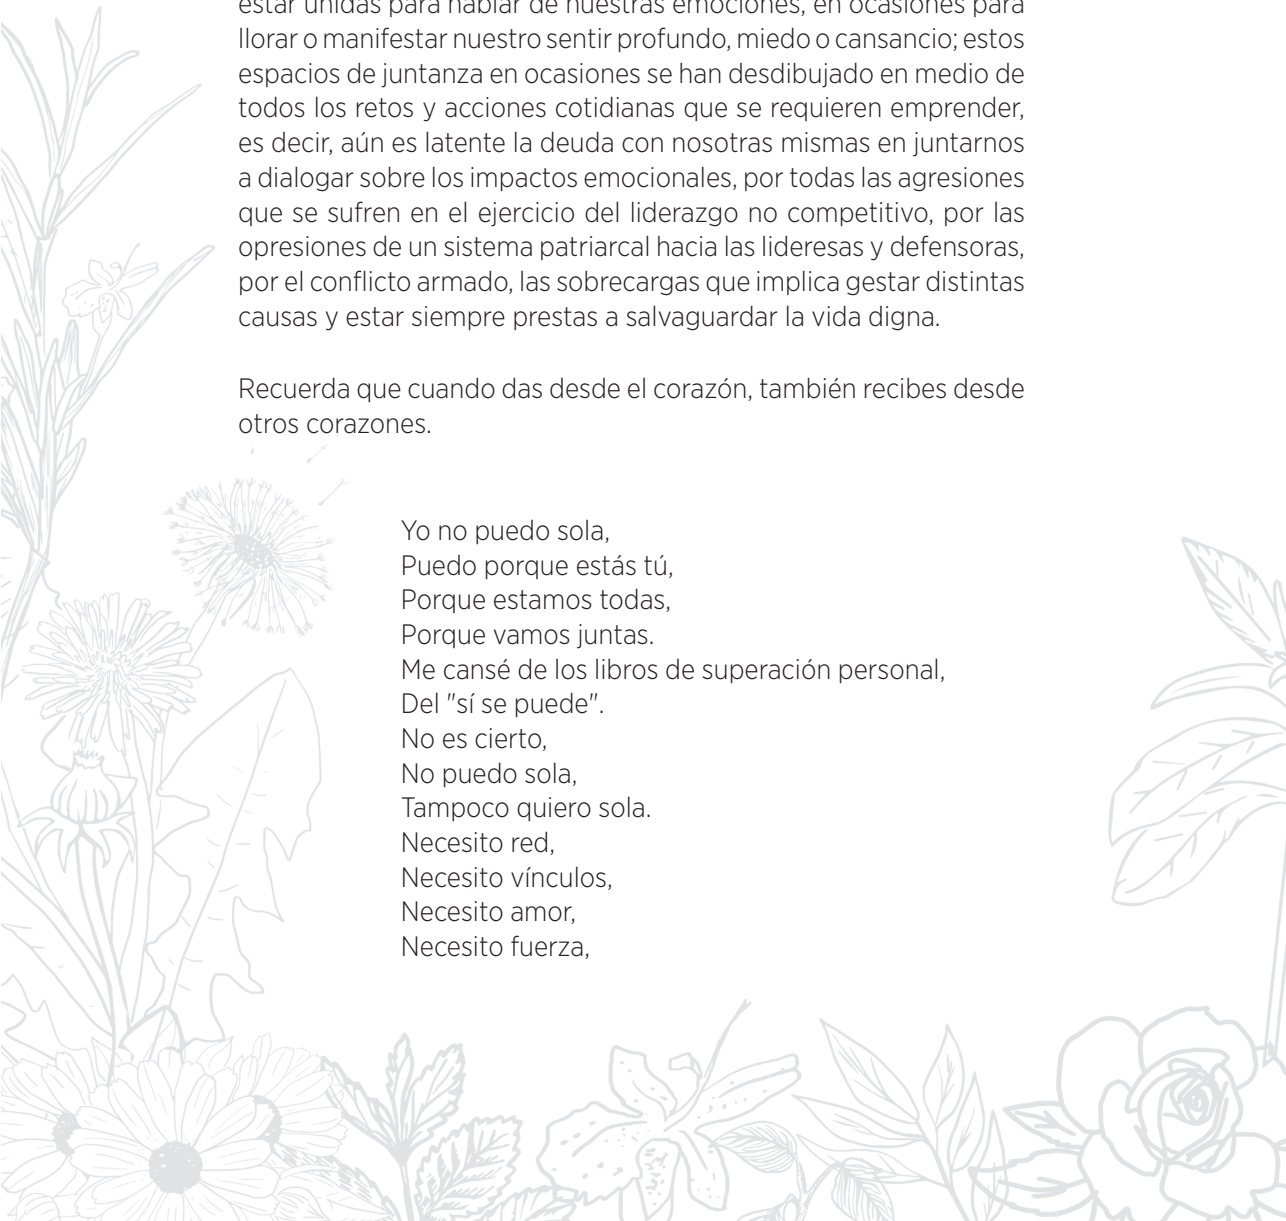 estar unidas para hablar de nuestras emociones, en ocasiones para
llorar o manifestar nuestro sentir profundo, miedo o cansancio; estos
espacios de juntanza en ocasiones se han desdibujado en medio de
todos los retos y acciones cotidianas que se requieren emprender,
es decir, aún es latente la deuda con nosotras mismas en juntarnos
a dialogar sobre los impactos emocionales, por todas las agresiones
que se sufren en el ejercicio del liderazgo no competitivo, por las
opresiones de un sistema patriarcal hacia las lideresas y defensoras,
por el conflicto armado, las sobrecargas que implica gestar distintas
causas y estar siempre prestas a salvaguardar la vida digna.
Recuerda que cuando das desde el corazón, también recibes desde
otros corazones.
Yo no puedo sola,
Puedo porque estás tú,
Porque estamos todas,
Porque vamos juntas.
Me cansé de los libros de superación personal,
Del "sí se puede".
No es cierto,
No puedo sola,
Tampoco quiero sola.
Necesito red,
Necesito vínculos,
Necesito amor,
Necesito fuerza,